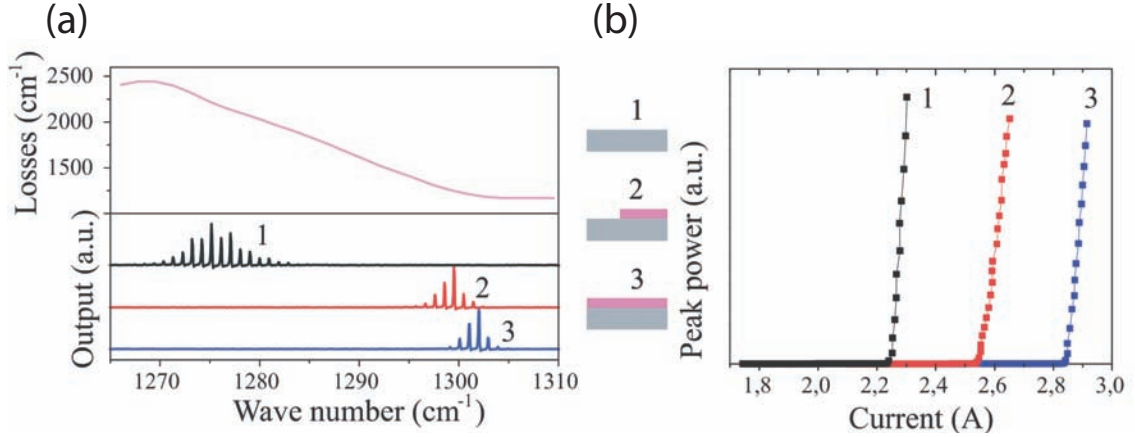 (a)
Losses (cm⁻¹)
2500
2000
1500
Output (a.u.)
1
2
3
1270 1280 1290 1300 1310
Wave number (cm⁻¹)
(b)
1
2
3
Peak power (a.u.)
1 2 3
1,8 2,0 2,2 2,4 2,6 2,8 3,0
Current (A)